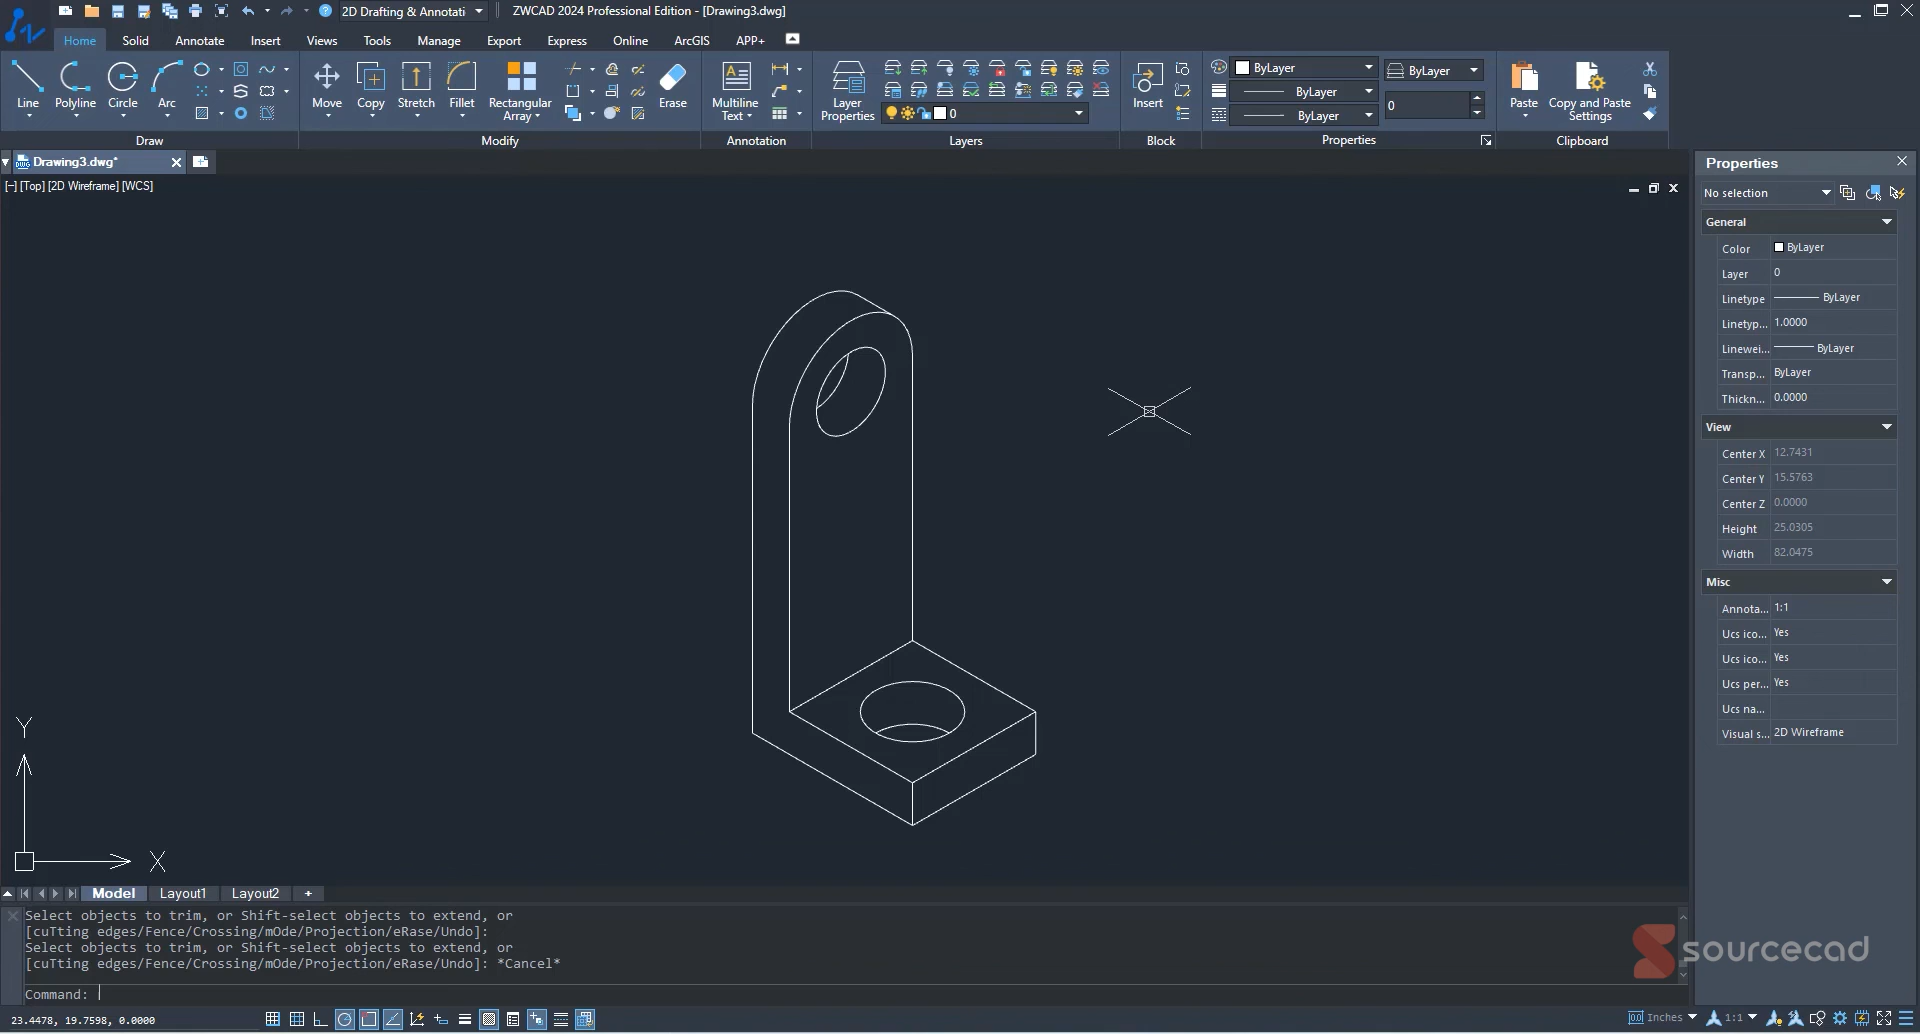 2D Drafting & Annotati
ZWCAD 2024 Professional Edition - [Drawing3.dwg]
Home Solid Annotate Insert Views Tools Manage Export Express Online ArcGIS APP+
Line Polyline Circle Arc
Move Copy Stretch Fillet Rectangular Array Erase
Multiline Text
Layer Properties
0
Insert
ByLayer
ByLayer
ByLayer
ByLayer
0
Paste
Copy and Paste Settings
Draw Modify Annotation Layers Block Properties Clipboard
Drawing3.dwg*
[−] [Top] [2D Wireframe] [WCS]
Properties
No selection
General
Color ByLayer
Layer 0
Linetype ByLayer
Linetyp... 1.0000
Linewei... ByLayer
Transp... ByLayer
Thickn... 0.0000
View
Center X 12.7431
Center Y 15.5763
Center Z 0.0000
Height 25.0305
Width 82.0475
Misc
Annota... 1:1
Ucs ico... Yes
Ucs ico... Yes
Ucs per... Yes
Ucs na...
Visual s... 2D Wireframe
Y
X
Model Layout1 Layout2 +
Select objects to trim, or Shift-select objects to extend, or
[cuTting edges/Fence/Crossing/mOde/Projection/eRase/Undo]:
Select objects to trim, or Shift-select objects to extend, or
[cuTting edges/Fence/Crossing/mOde/Projection/eRase/Undo]: *Cancel*
Command:
sourcecad
23.4478, 19.7598, 0.0000
Inches
1:1